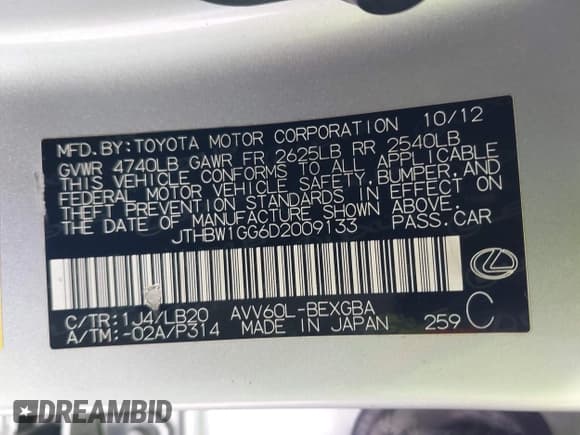 MFD. BY: TOYOTA MOTOR CORPORATION 10/12
GVWR 4740LB GAWR FR 2625LB RR 2540LB
THIS VEHICLE CONFORMS TO ALL APPLICABLE
FEDERAL MOTOR VEHICLE SAFETY, BUMPER, AND
THEFT PREVENTION STANDARDS IN EFFECT ON
THE DATE OF MANUFACTURE SHOWN ABOVE.
JTHBW1GG6D2009133 PASS. CAR
C/TR: 1J4/LB20 AVV60L-BEXGBA
A/TM: -02A/P314 MADE IN JAPAN 259 C
DREAMBID